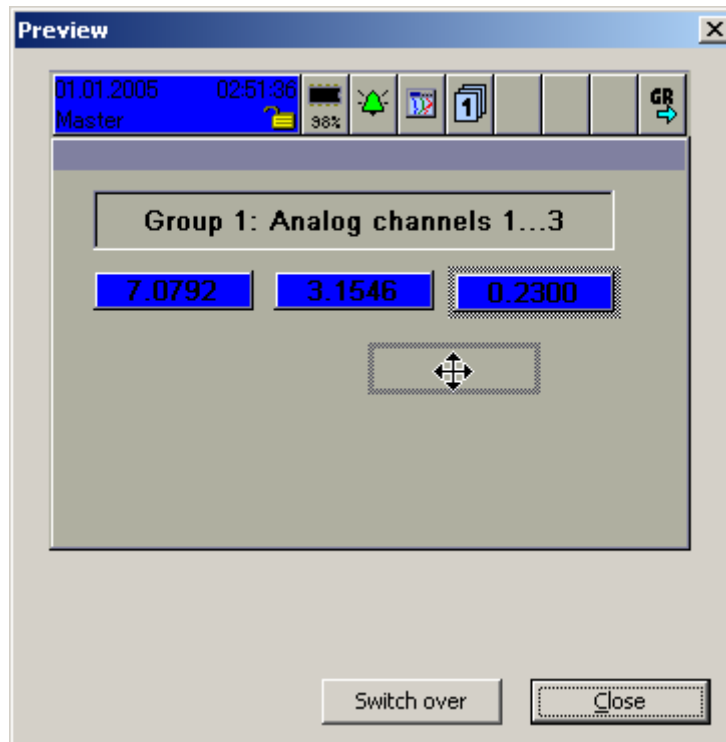 Preview
01.01.2005 02:51:36
Master
98%
1
GR
Group 1: Analog channels 1...3
7.0792 3.1546 0.2300
Switch over Close